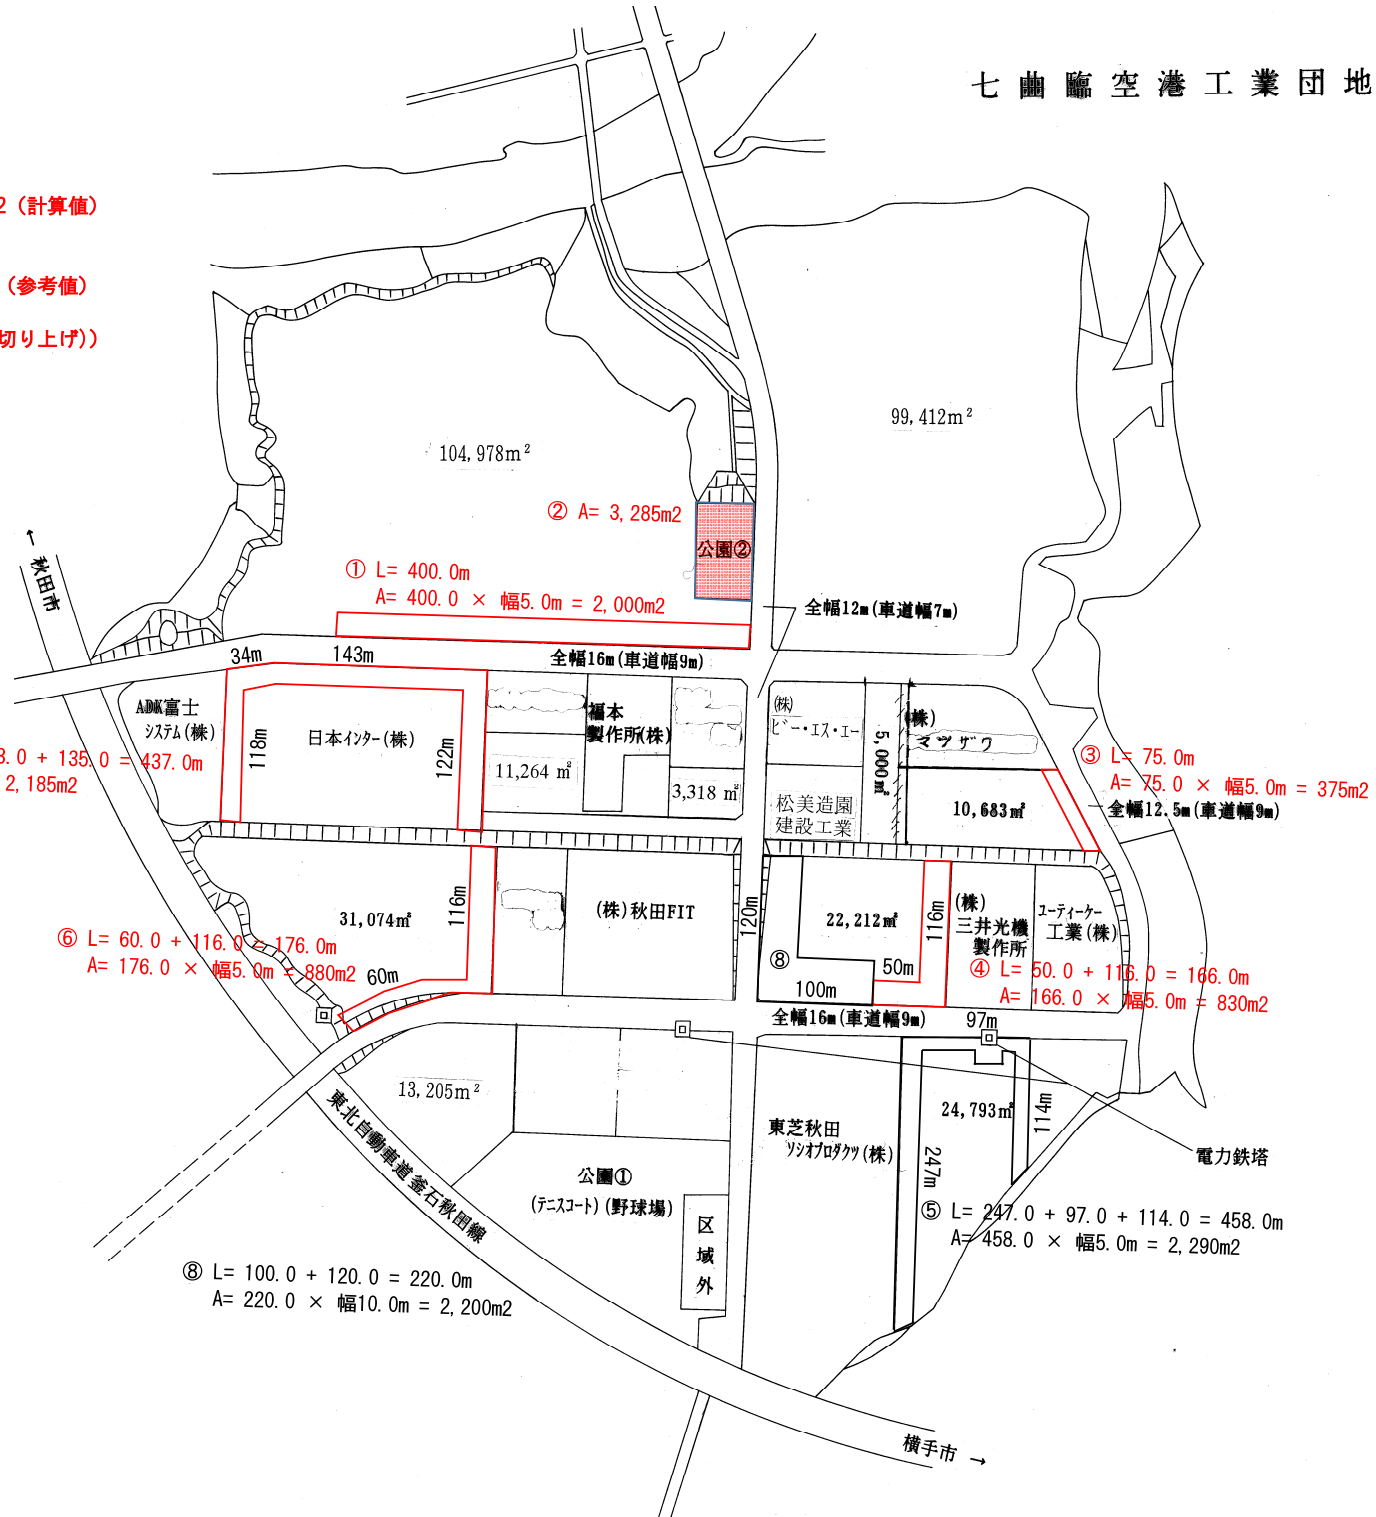 七曲臨空港工業団地
2（計算値）
（参考値）
切り上げ））
99,412m²
104,978m²
② A= 3,285m2
公園②
① L= 400.0m
A= 400.0 × 幅5.0m = 2,000m2
← 秋田市
全幅12m(車道幅7m)
34m
143m
全幅16m(車道幅9m)
ADK富士
システム(株)
118m
日本インター(株)
122m
福本
製作所(株)
11,264 ㎡
3,318 ㎡
(株)
ビー・エス・エー
5,000㎡
(株)
マツザワ
松美造園
建設工業
10,683㎡
③ L= 75.0m
A= 75.0 × 幅5.0m = 375m2
全幅12.5m(車道幅9m)
3.0 + 135.0 = 437.0m
2,185m2
31,074㎡
116m
(株)秋田FIT
120m
22,212㎡
116m
(株)
三井光機
製作所
ユーティーケー
工業(株)
⑥ L= 60.0 + 116.0 = 176.0m
A= 176.0 × 幅5.0m = 880m2
60m
⑧
50m
100m
④ L= 50.0 + 116.0 = 166.0m
A= 166.0 × 幅5.0m = 830m2
全幅16m(車道幅9m)
97m
13,205m²
24,793㎡
114m
東北自動車道釜石秋田線
東芝秋田
リシオプロダクツ(株)
247m
電力鉄塔
公園①
(テニスコート)(野球場)
区域外
⑤ L= 247.0 + 97.0 + 114.0 = 458.0m
A= 458.0 × 幅5.0m = 2,290m2
⑧ L= 100.0 + 120.0 = 220.0m
A= 220.0 × 幅10.0m = 2,200m2
横手市 →